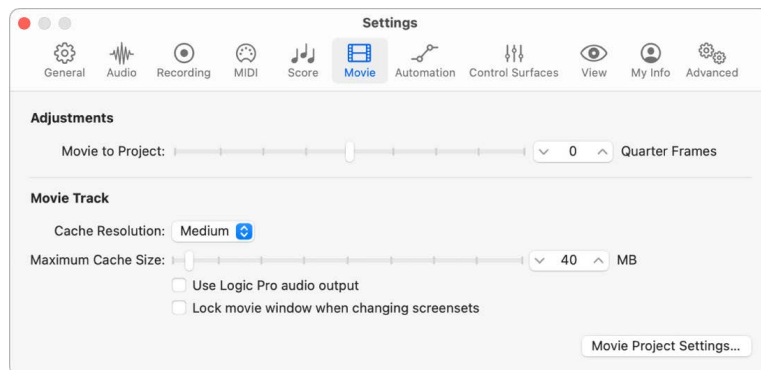 Settings
General Audio Recording MIDI Score Movie Automation Control Surfaces View My Info Advanced
Adjustments
Movie to Project: 0 Quarter Frames
Movie Track
Cache Resolution: Medium
Maximum Cache Size: 40 MB
Use Logic Pro audio output
Lock movie window when changing screensets
Movie Project Settings...